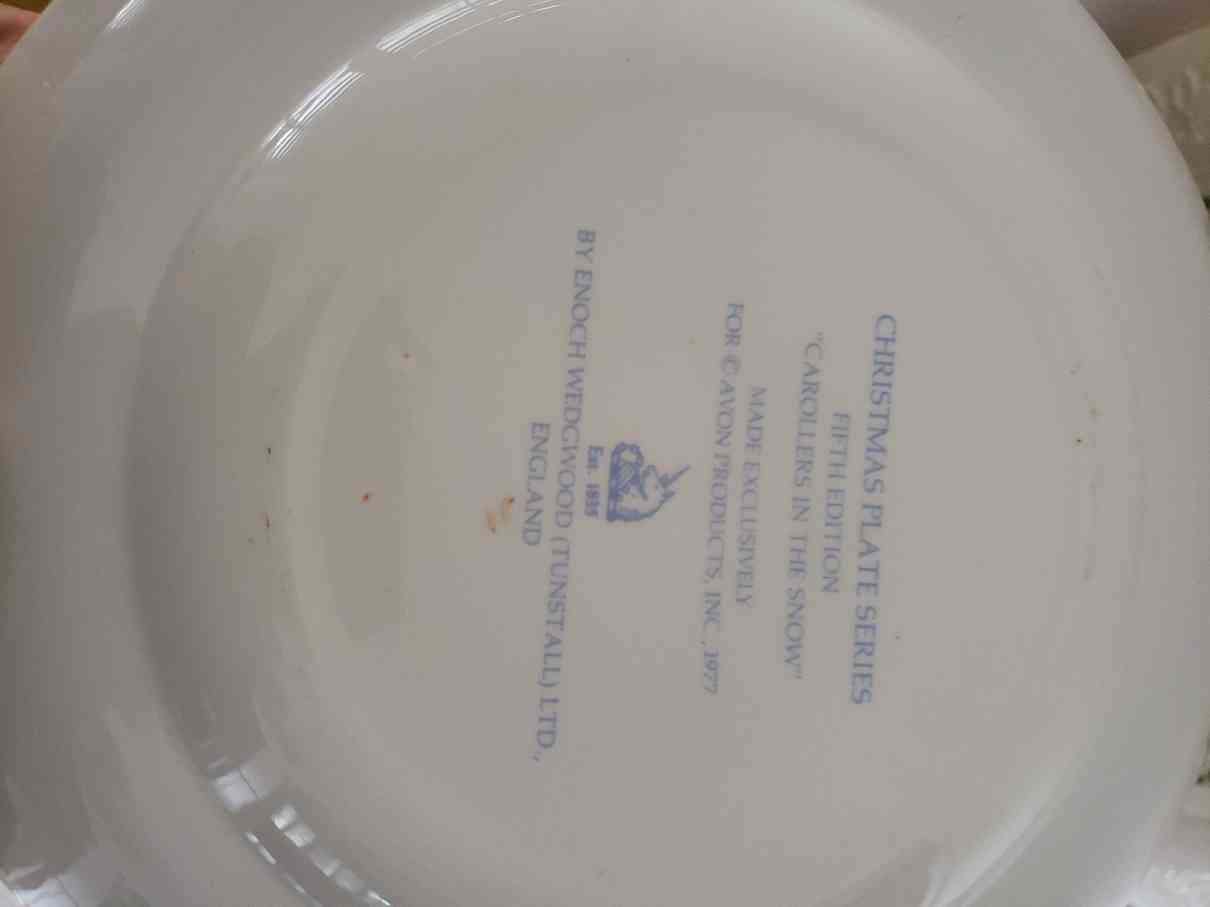 CHRISTMAS PLATE SERIES
FIFTH EDITION
"CAROLLERS IN THE SNOW"
MADE EXCLUSIVELY
FOR © AVON PRODUCTS, INC., 1977
Est. 1835
BY ENOCH WEDGWOOD (TUNSTALL) LTD.,
ENGLAND